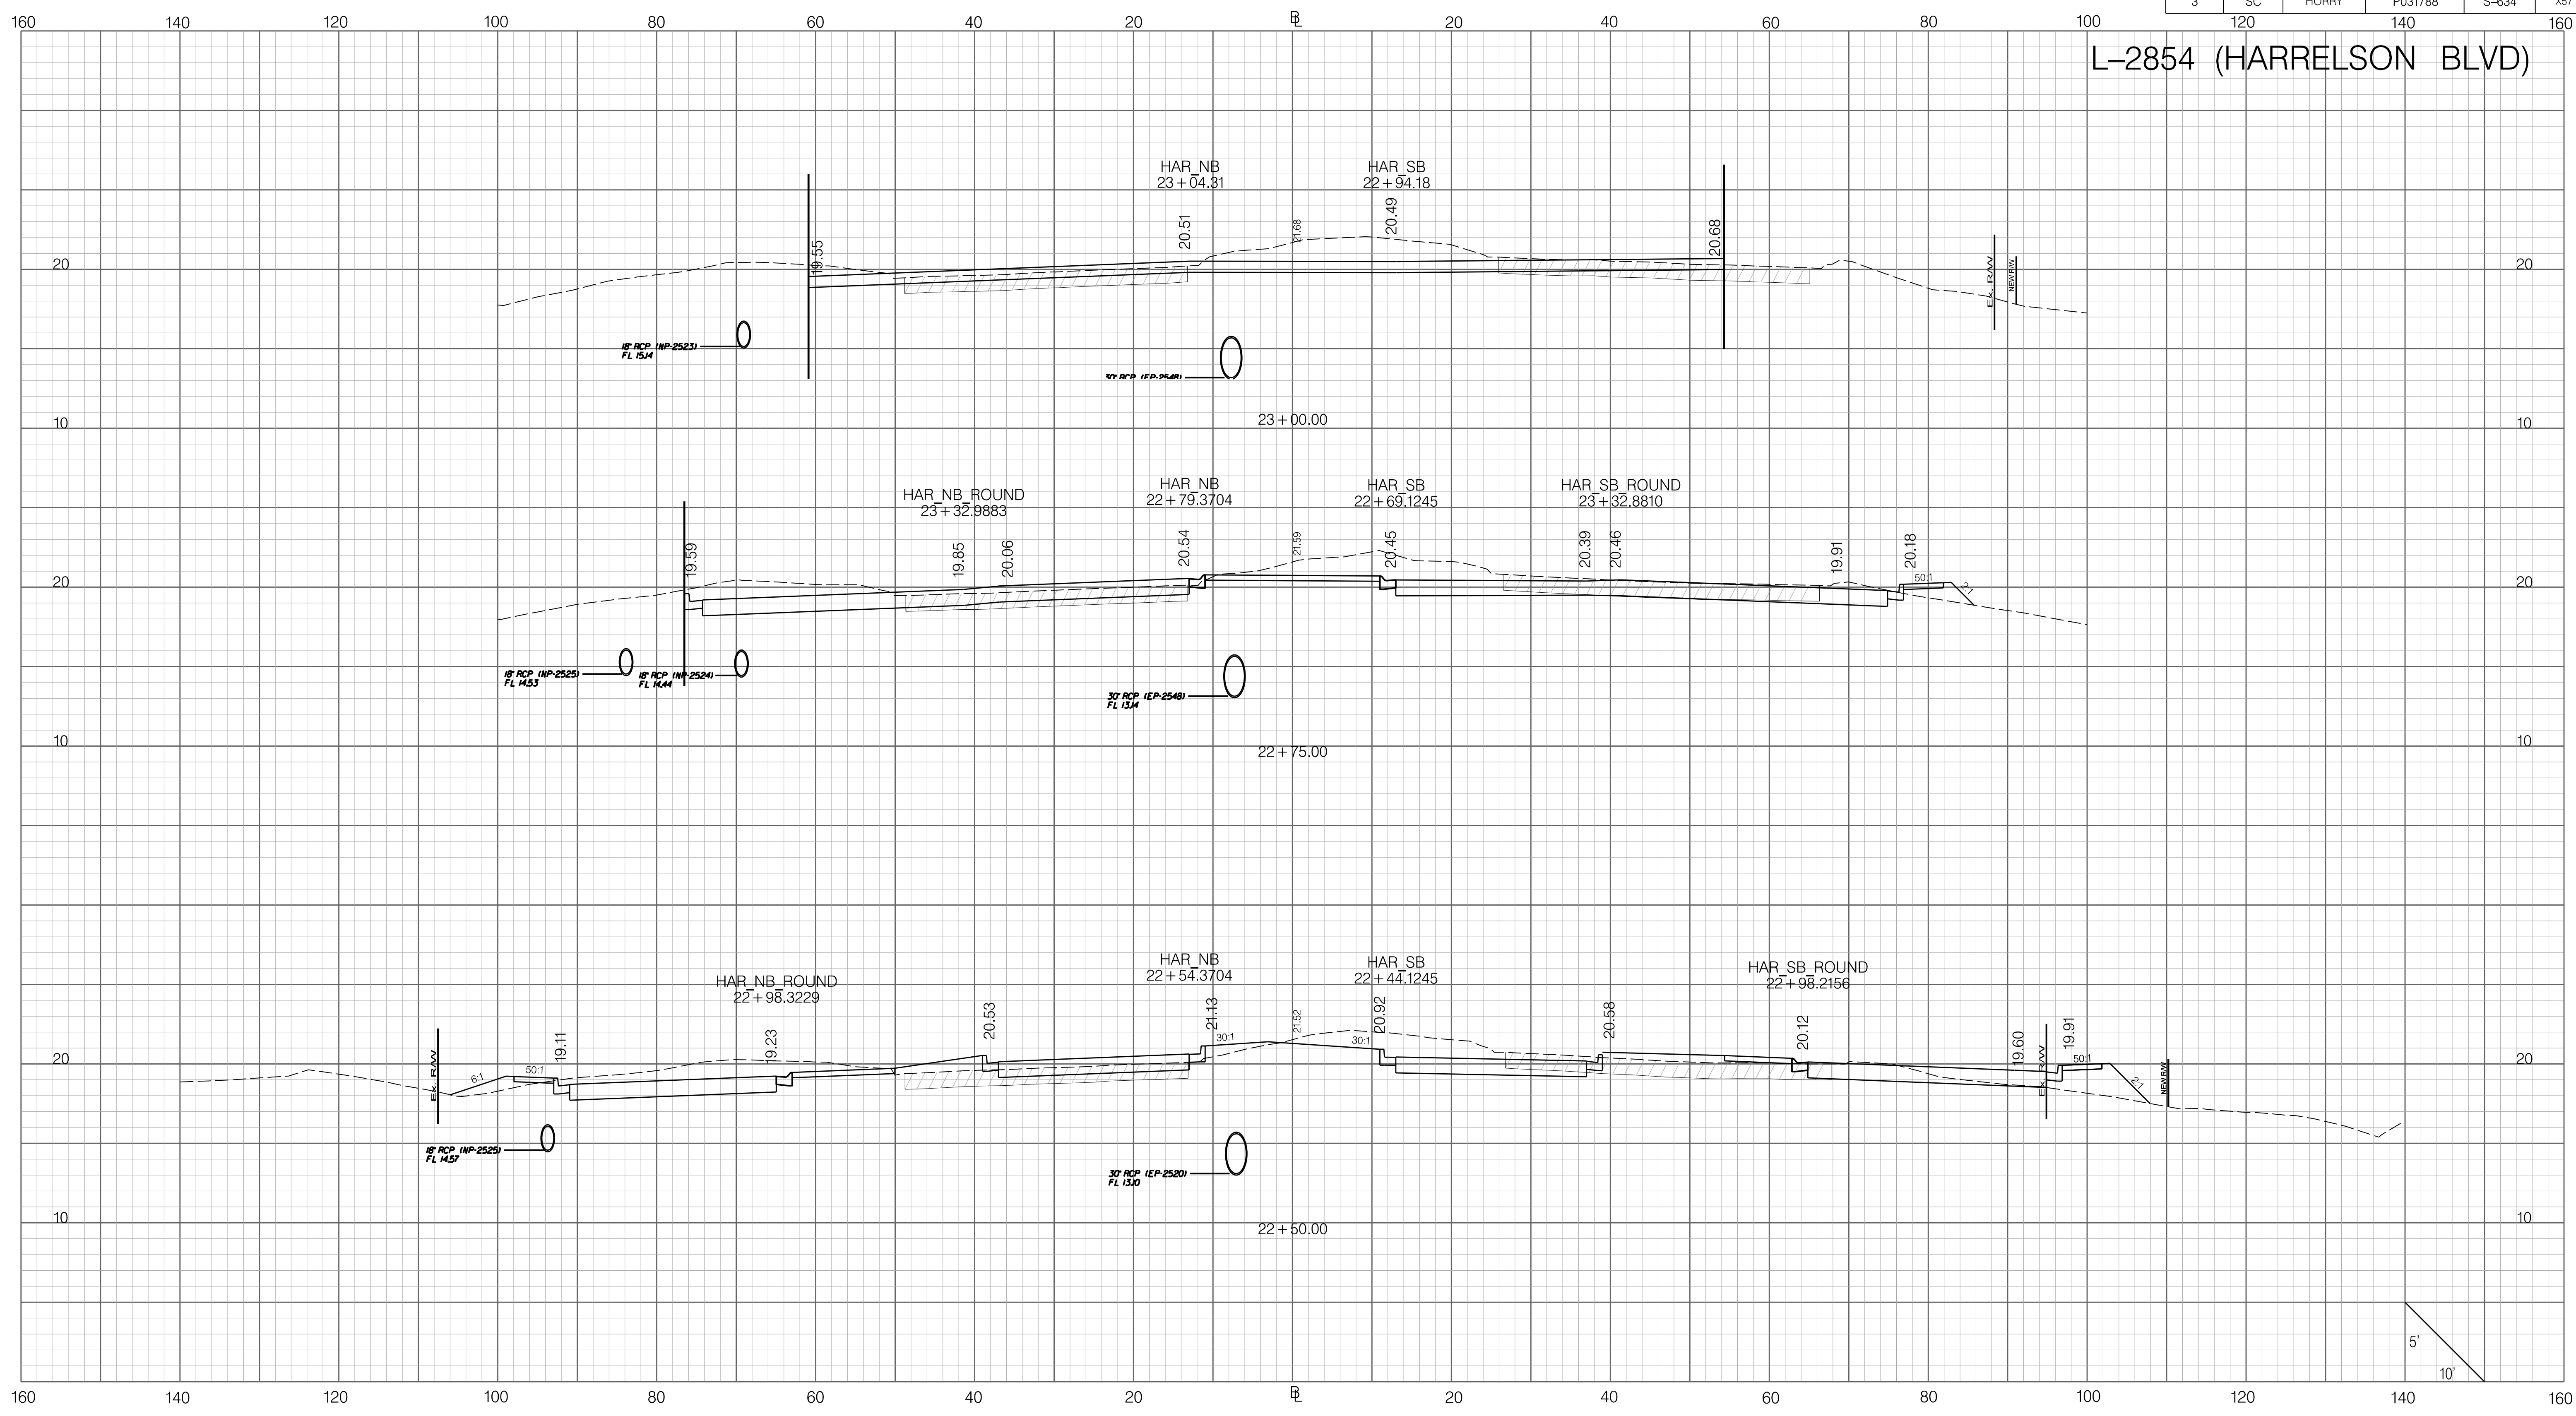 3 SC HORRY P031788 S-634 X57
160 140 120 100 80 60 40 20 BL 20 40 60 80 100 120 140 160
L-2854 (HARRELSON BLVD)
HAR_NB
23+04.31
HAR_SB
22+94.18
19.55
20.51
21.68
20.49
20.68
Ex. R/W
NEW R/W
20
20
18" RCP (NP-2523)
FL 15.14
30" RCP (EP-2548)
10
23+00.00
10
HAR_NB_ROUND
23+32.9883
HAR_NB
22+79.3704
HAR_SB
22+69.1245
HAR_SB_ROUND
23+32.8810
19.59
19.85
20.06
20.54
21.59
20.45
20.39
20.46
19.91
20.18
50:1
2:1
20
20
18" RCP (NP-2525)
FL 14.53
18" RCP (NP-2524)
FL 14.44
30" RCP (EP-2548)
FL 13.14
10
22+75.00
10
HAR_NB_ROUND
22+98.3229
HAR_NB
22+54.3704
HAR_SB
22+44.1245
HAR_SB_ROUND
22+98.2156
Ex. R/W
6:1
50:1
19.11
19.23
20.53
21.13
30:1
21.52
30:1
20.92
20.58
20.12
19.60
Ex. R/W
19.91
50:1
2:1
NEW R/W
20
20
18" RCP (NP-2525)
FL 14.57
30" RCP (EP-2520)
FL 13.10
10
22+50.00
10
5'
10'
160 140 120 100 80 60 40 20 BL 20 40 60 80 100 120 140 160